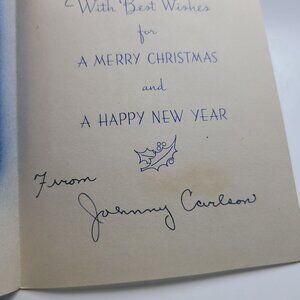 With Best Wishes
for
A MERRY CHRISTMAS
and
A HAPPY NEW YEAR
From
Johnny Carlson